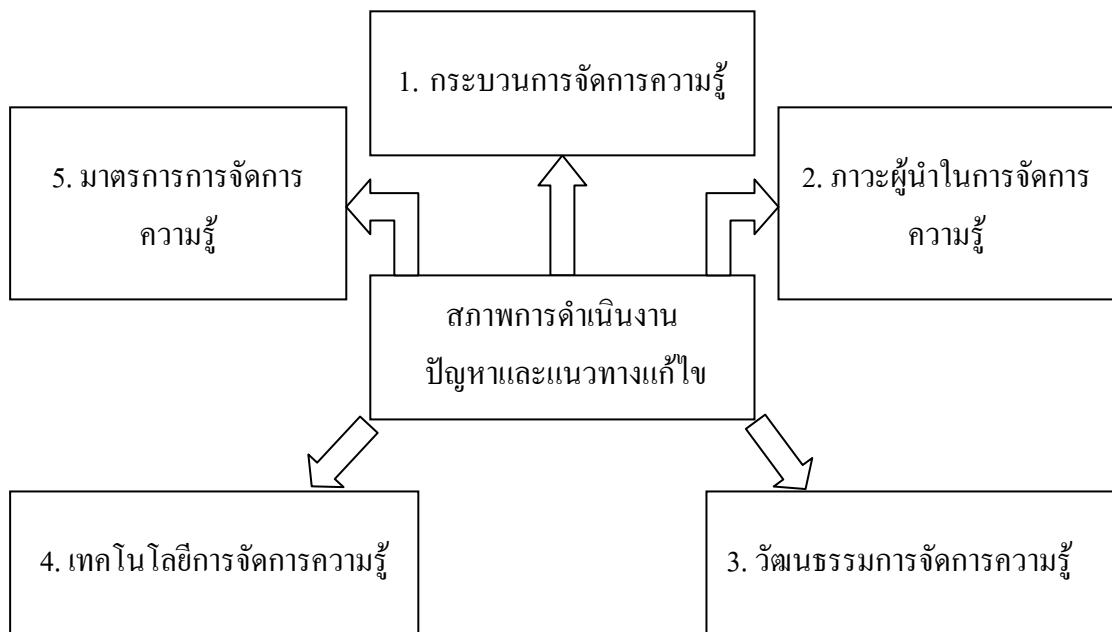 1. กระบวนการจัดการความรู้
5. มาตรการการจัดการ
ความรู้
2. ภาวะผู้นำในการจัดการ
ความรู้
สภาพการดำเนินงาน
ปัญหาและแนวทางแก้ไข
4. เทคโนโลยีการจัดการความรู้
3. วัฒนธรรมการจัดการความรู้